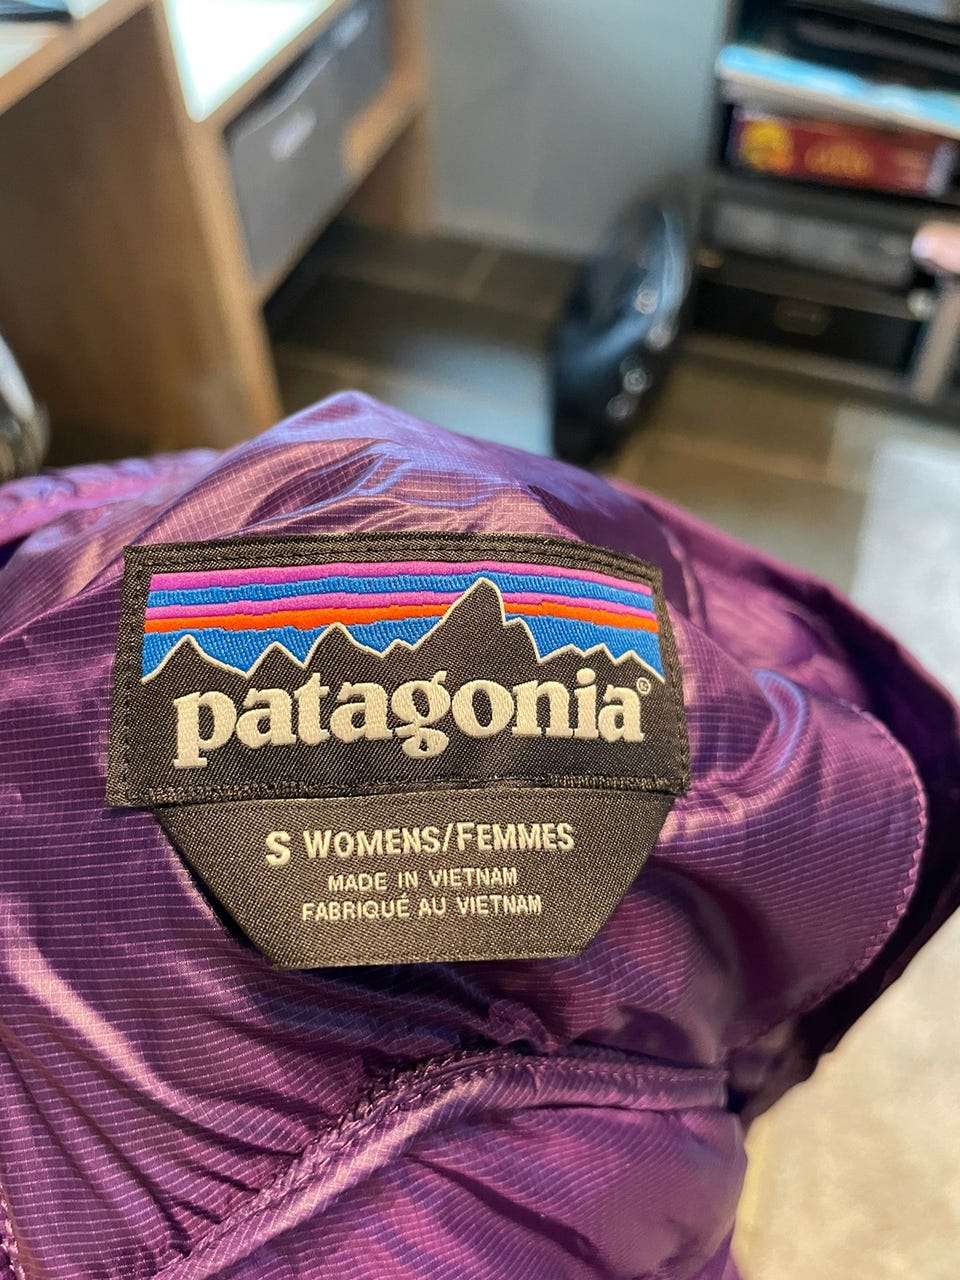 patagonia®
S WOMENS/FEMMES
MADE IN VIETNAM
FABRIQUÉ AU VIETNAM